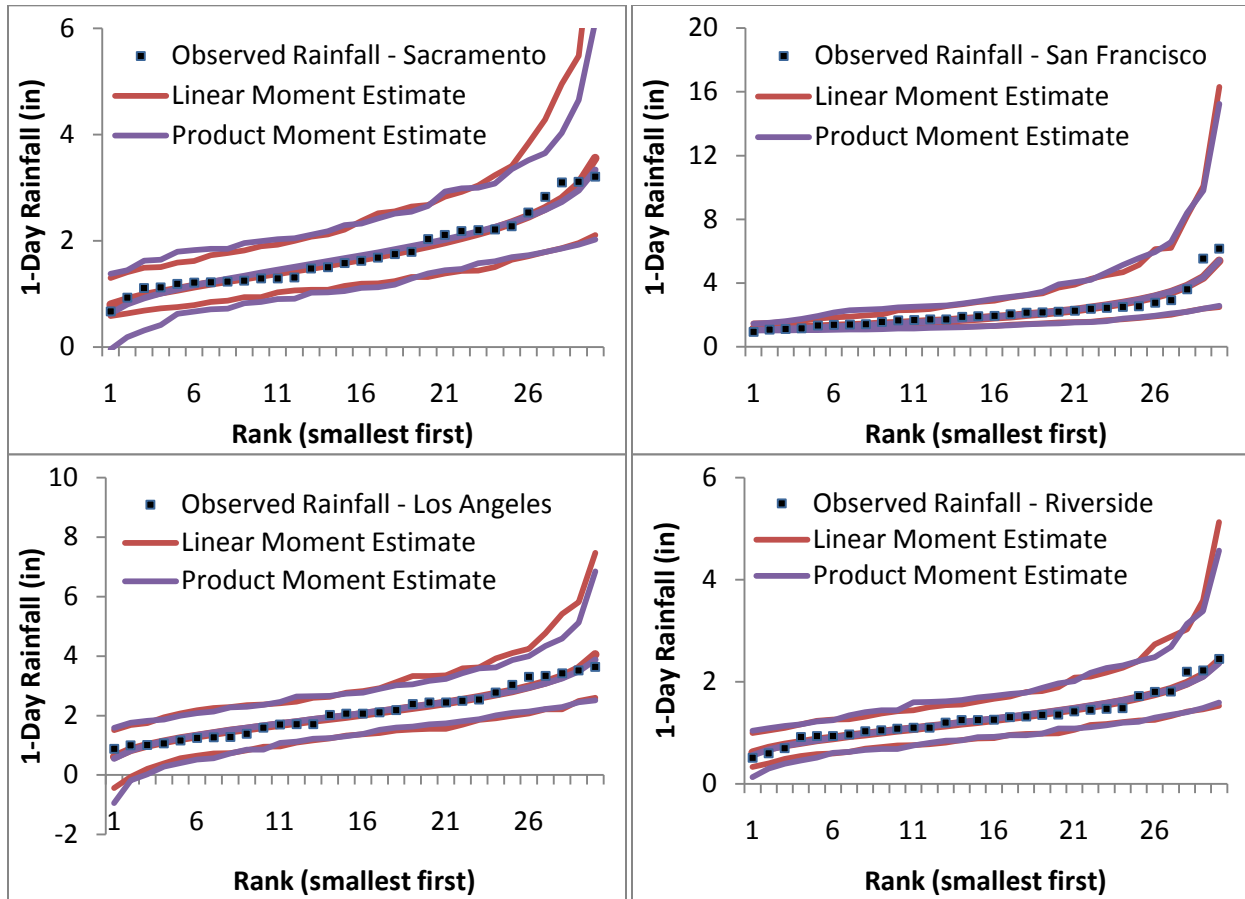 Observed Rainfall - Sacramento
Linear Moment Estimate
Product Moment Estimate
1-Day Rainfall (in)
6
4
2
0
1 6 11 16 21 26
Rank (smallest first)
Observed Rainfall - San Francisco
Linear Moment Estimate
Product Moment Estimate
1-Day Rainfall (in)
20
16
12
8
4
0
1 6 11 16 21 26
Rank (smallest first)
Observed Rainfall - Los Angeles
Linear Moment Estimate
Product Moment Estimate
1-Day Rainfall (in)
10
8
6
4
2
0
-2
1 6 11 16 21 26
Rank (smallest first)
Observed Rainfall - Riverside
Linear Moment Estimate
Product Moment Estimate
1-Day Rainfall (in)
6
4
2
0
1 6 11 16 21 26
Rank (smallest first)